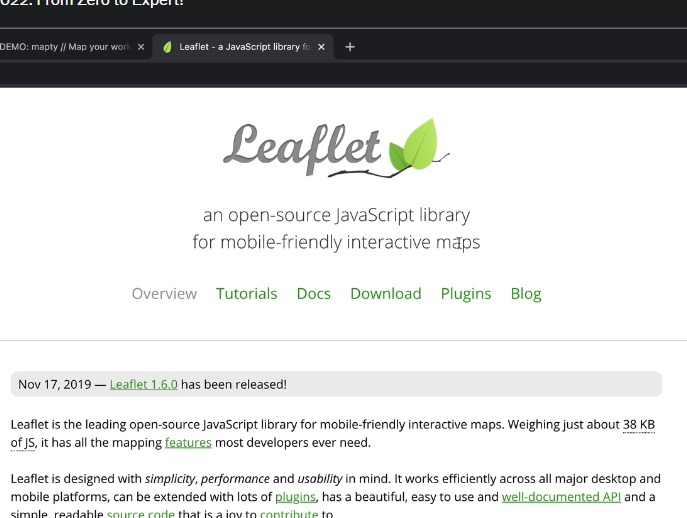 022: From Zero to Expert!
DEMO: mapty // Map your work
Leaflet - a JavaScript library fo
Leaflet
an open-source JavaScript library
for mobile-friendly interactive maps
Overview Tutorials Docs Download Plugins Blog
Nov 17, 2019 — Leaflet 1.6.0 has been released!
Leaflet is the leading open-source JavaScript library for mobile-friendly interactive maps. Weighing just about 38 KB
of JS, it has all the mapping features most developers ever need.
Leaflet is designed with simplicity, performance and usability in mind. It works efficiently across all major desktop and
mobile platforms, can be extended with lots of plugins, has a beautiful, easy to use and well-documented API and a
simple, readable source code that is a joy to contribute to.